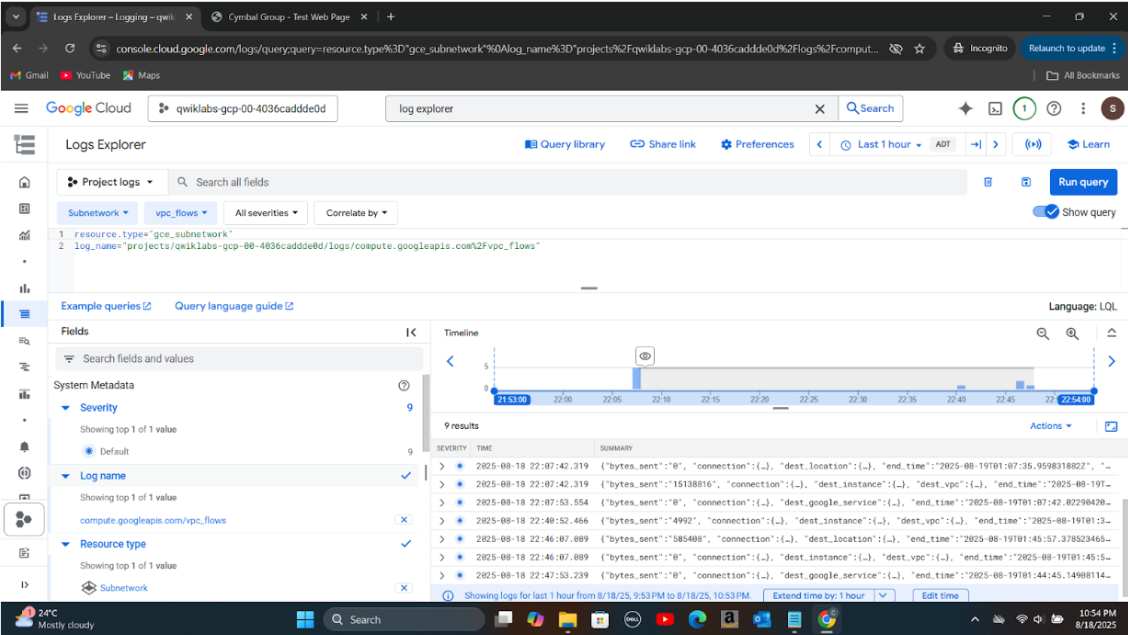 Logs Explorer – Logging – qwik
Cymbal Group - Test Web Page
console.cloud.google.com/logs/query;query=resource.type%3D"gce_subnetwork"%0Alog_name%3D"projects%2Fqwiklabs-gcp-00-4036caddde0d%2Flogs%2Fcomput...
Incognito
Relaunch to update
Gmail
YouTube
Maps
All Bookmarks
Google Cloud
qwiklabs-gcp-00-4036caddde0d
log explorer
Search
1
S
Logs Explorer
Query library
Share link
Preferences
Last 1 hour
ADT
Learn
Project logs
Search all fields
Run query
Subnetwork
vpc_flows
All severities
Correlate by
Show query
1 resource.type="gce_subnetwork"
2 log_name="projects/qwiklabs-gcp-00-4036caddde0d/logs/compute.googleapis.com%2Fvpc_flows"
Example queries
Query language guide
Language: LQL
Fields
Timeline
Search fields and values
5
0
21:53:00
22:00
22:05
22:10
22:15
22:20
22:25
22:30
22:35
22:40
22:45
22:5
22:54:00
System Metadata
Severity 9
Showing top 1 of 1 value
Default 9
Log name
Showing top 1 of 1 value
compute.googleapis.com/vpc_flows
Resource type
Showing top 1 of 1 value
Subnetwork
9 results
Actions
SEVERITY TIME SUMMARY
2025-08-18 22:07:42.319 {"bytes_sent":"0", "connection":{…}, "dest_location":{…}, "end_time":"2025-08-19T01:07:35.959831882Z", "…
2025-08-18 22:07:42.319 {"bytes_sent":"15138816", "connection":{…}, "dest_instance":{…}, "dest_vpc":{…}, "end_time":"2025-08-19T…
2025-08-18 22:07:53.554 {"bytes_sent":"0", "connection":{…}, "dest_google_service":{…}, "end_time":"2025-08-19T01:07:42.02290420…
2025-08-18 22:40:52.466 {"bytes_sent":"4992", "connection":{…}, "dest_instance":{…}, "dest_vpc":{…}, "end_time":"2025-08-19T01:3…
2025-08-18 22:46:07.089 {"bytes_sent":"585408", "connection":{…}, "dest_location":{…}, "end_time":"2025-08-19T01:45:57.378523465…
2025-08-18 22:46:07.089 {"bytes_sent":"0", "connection":{…}, "dest_instance":{…}, "dest_vpc":{…}, "end_time":"2025-08-19T01:45:5…
2025-08-18 22:47:53.239 {"bytes_sent":"0", "connection":{…}, "dest_google_service":{…}, "end_time":"2025-08-19T01:44:45.14908114…
Showing logs for last 1 hour from 8/18/25, 9:53 PM to 8/18/25, 10:53 PM.
Extend time by: 1 hour
Edit time
24°C
Mostly cloudy
Search
10:54 PM
8/18/2025